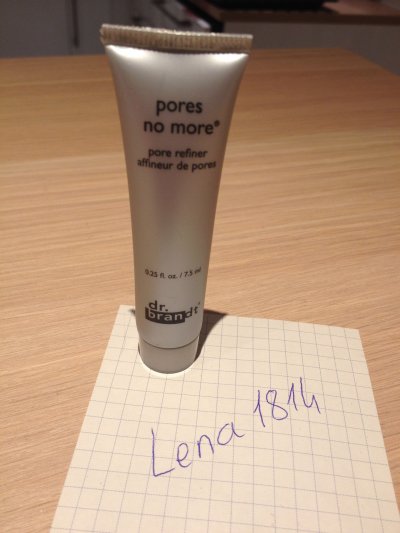 pores
no more®
pore refiner
affineur de pores
0.25 fl. oz. / 7.5 ml
dr.
brandt®
Lena 1814